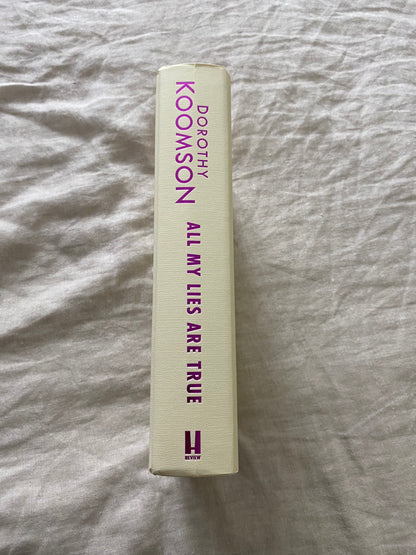 DOROTHY
KOOMSON
ALL MY LIES ARE TRUE
H
REVIEW